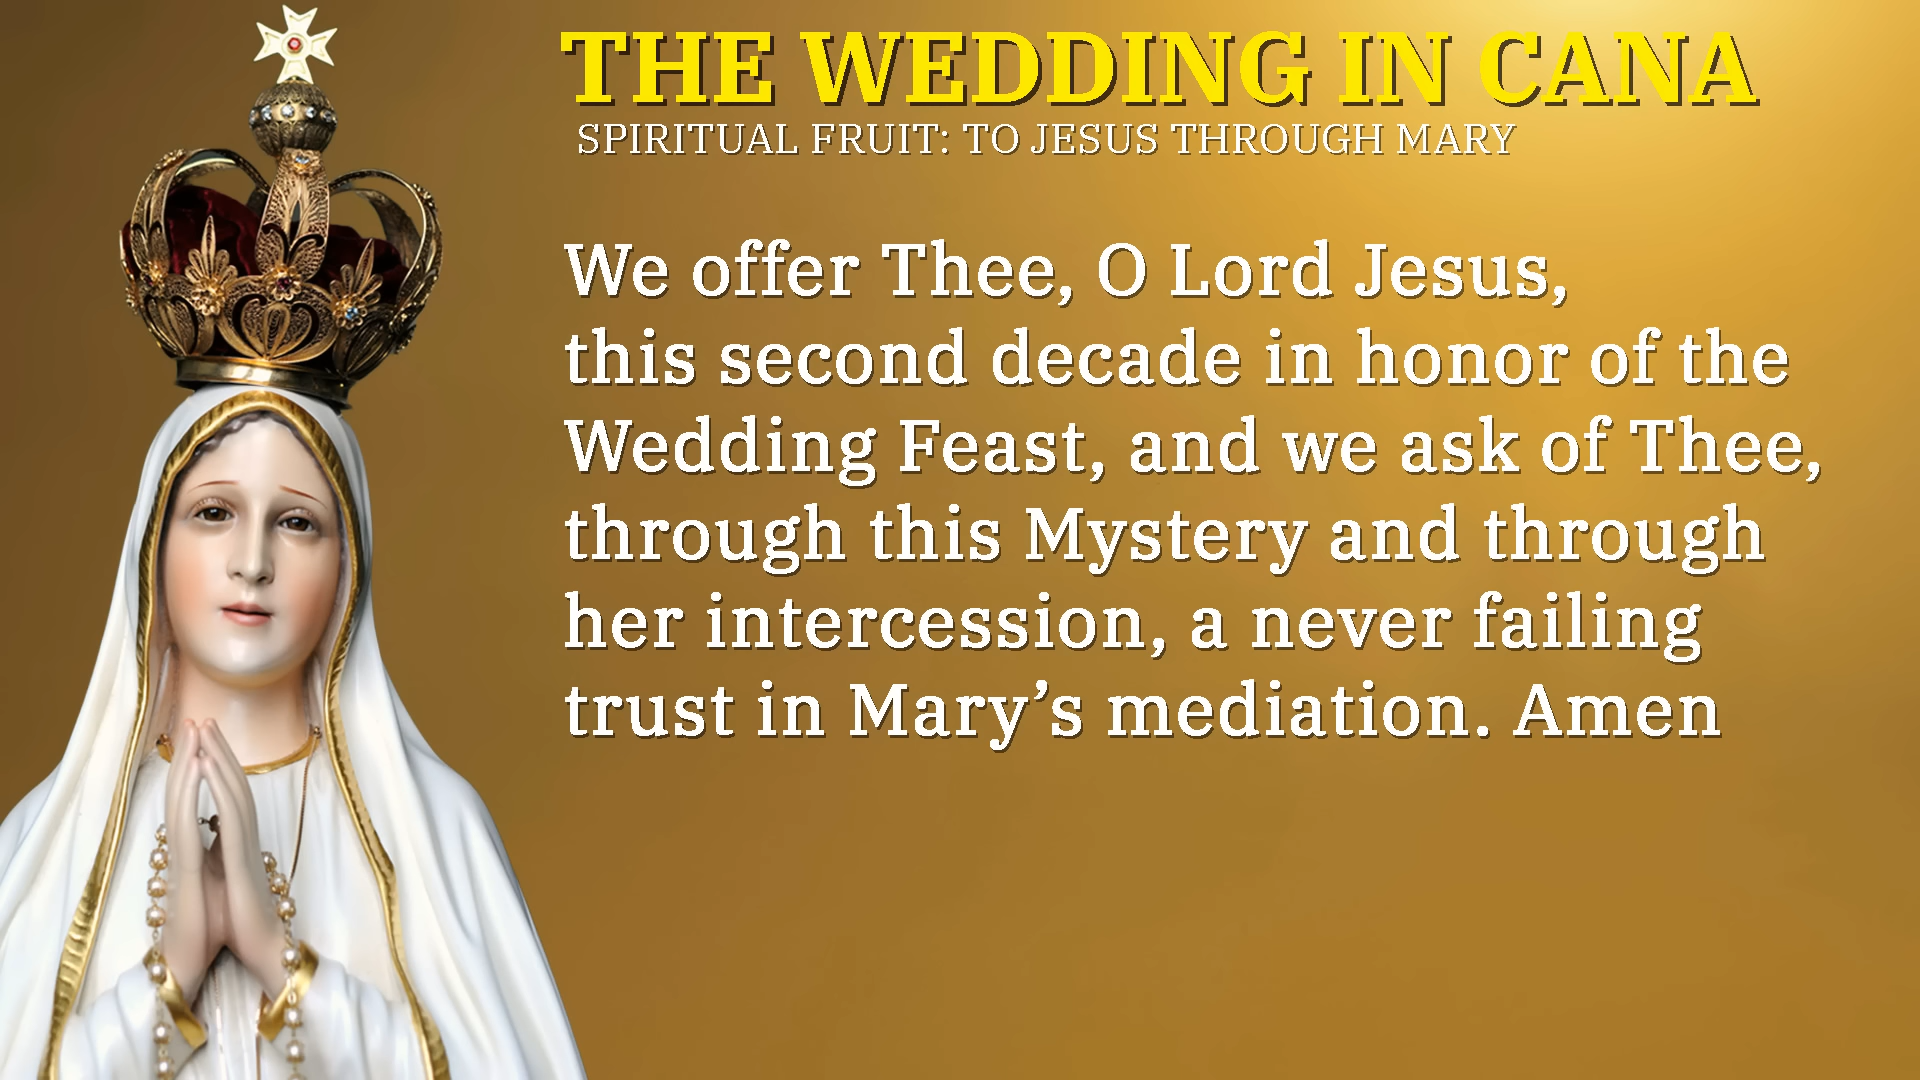 THE WEDDING IN CANA
SPIRITUAL FRUIT: TO JESUS THROUGH MARY
We offer Thee, O Lord Jesus,
this second decade in honor of the
Wedding Feast, and we ask of Thee,
through this Mystery and through
her intercession, a never failing
trust in Mary’s mediation. Amen